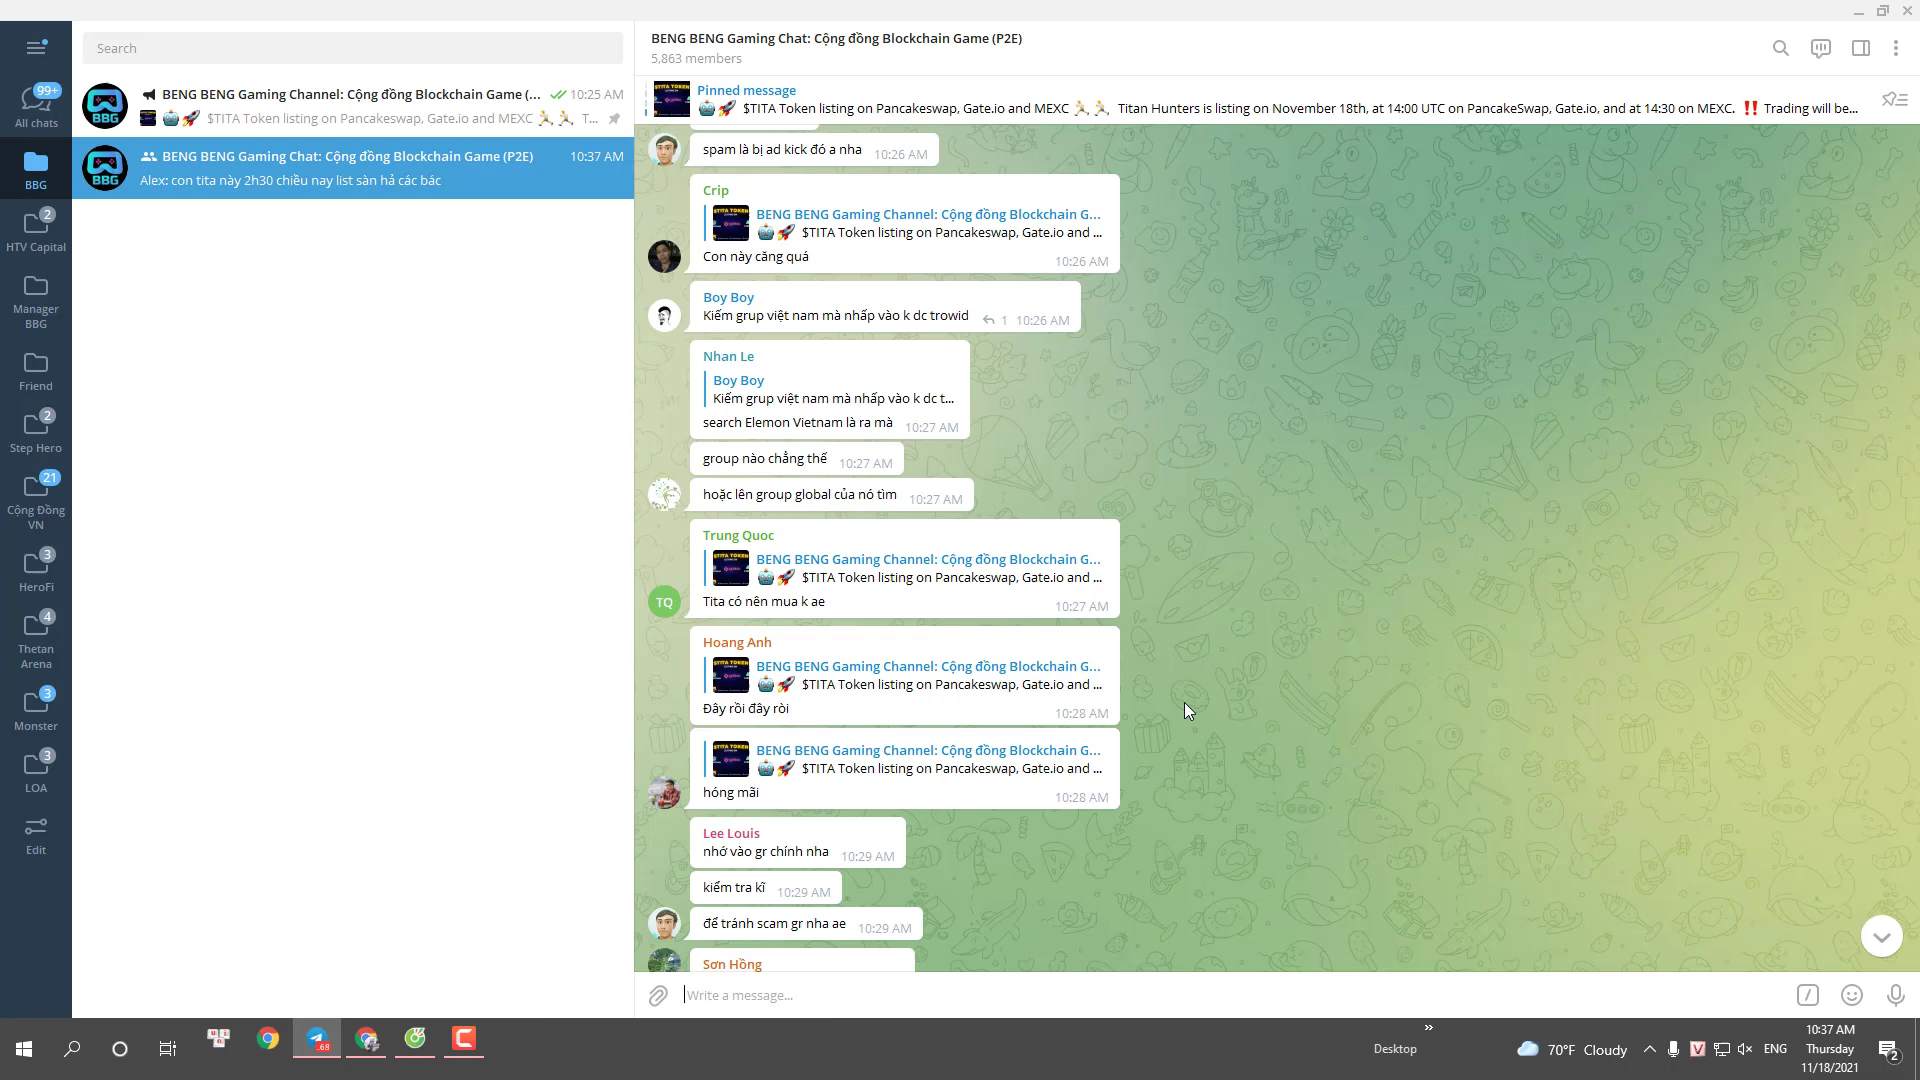 Search
99+
All chats
BBG
2
HTV Capital
Manager
BBG
Friend
2
Step Hero
21
Cộng Đồng
VN
3
HeroFi
4
Thetan
Arena
3
Monster
3
LOA
Edit
BBG
BENG BENG Gaming Channel: Cộng đồng Blockchain Game (...
10:25 AM
$TITA Token listing on Pancakeswap, Gate.io and MEXC
T...
BBG
BENG BENG Gaming Chat: Cộng đồng Blockchain Game (P2E)
10:37 AM
Alex: con tita này 2h30 chiều nay list sàn hả các bác
BENG BENG Gaming Chat: Cộng đồng Blockchain Game (P2E)
5,863 members
Pinned message
$TITA Token listing on Pancakeswap, Gate.io and MEXC 🏃🏃 Titan Hunters is listing on November 18th, at 14:00 UTC on PancakeSwap, Gate.io, and at 14:30 on MEXC. ‼️ Trading will be...
spam là bị ad kick đó a nha 10:26 AM
Crip
BENG BENG Gaming Channel: Cộng đồng Blockchain G...
$TITA Token listing on Pancakeswap, Gate.io and ...
Con này căng quá 10:26 AM
Boy Boy
Kiếm grup việt nam mà nhấp vào k dc trowid 1 10:26 AM
Nhan Le
Boy Boy
Kiếm grup việt nam mà nhấp vào k dc t...
search Elemon Vietnam là ra mà 10:27 AM
group nào chẳng thế 10:27 AM
hoặc lên group global của nó tìm 10:27 AM
Trung Quoc
BENG BENG Gaming Channel: Cộng đồng Blockchain G...
$TITA Token listing on Pancakeswap, Gate.io and ...
Tita có nên mua k ae 10:27 AM
TQ
Hoang Anh
BENG BENG Gaming Channel: Cộng đồng Blockchain G...
$TITA Token listing on Pancakeswap, Gate.io and ...
Đây rồi đây ròi 10:28 AM
BENG BENG Gaming Channel: Cộng đồng Blockchain G...
$TITA Token listing on Pancakeswap, Gate.io and ...
hóng mãi 10:28 AM
Lee Louis
nhớ vào gr chính nha 10:29 AM
kiểm tra kĩ 10:29 AM
để tránh scam gr nha ae 10:29 AM
Sơn Hồng
Write a message...
.68
Desktop
»
70°F Cloudy
ENG
10:37 AM
Thursday
11/18/2021
2